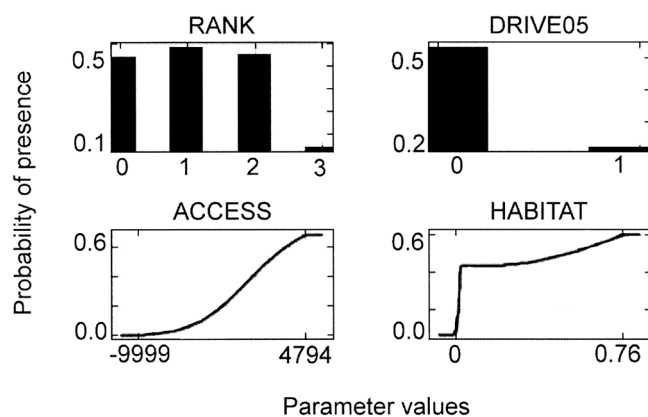 RANK
DRIVE05
0.5
0.1
0 1 2 3
0.5
0.2
0 1
Probability of presence
ACCESS
HABITAT
0.6
0.0
-9999 4794
0.6
0.0
0 0.76
Parameter values